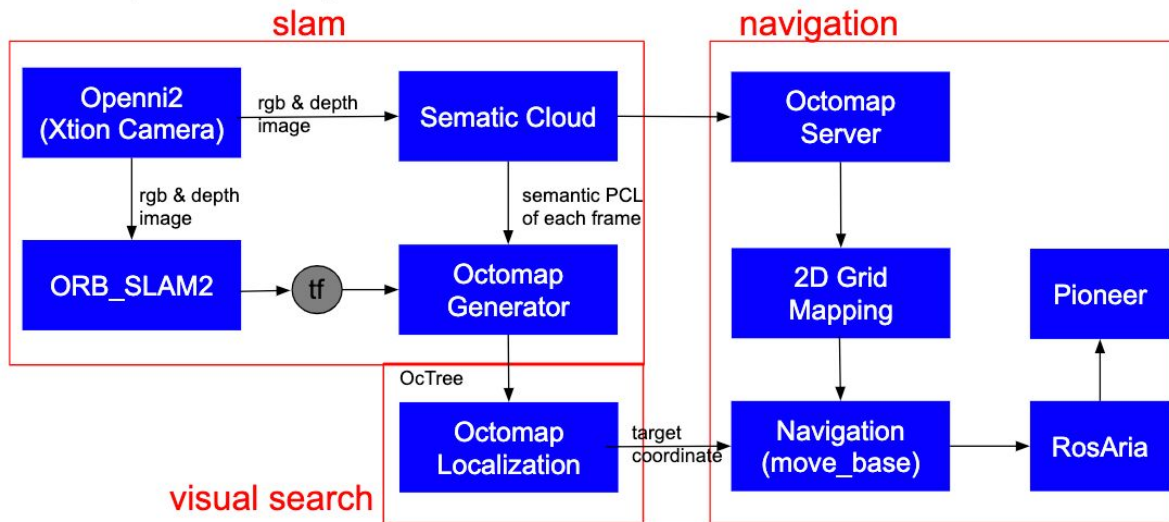 slam
navigation
Openni2
(Xtion Camera)
rgb & depth
image
Sematic Cloud
Octomap
Server
rgb & depth
image
semantic PCL
of each frame
ORB_SLAM2
tf
Octomap
Generator
2D Grid
Mapping
Pioneer
OcTree
Octomap
Localization
target
coordinate
Navigation
(move_base)
RosAria
visual search